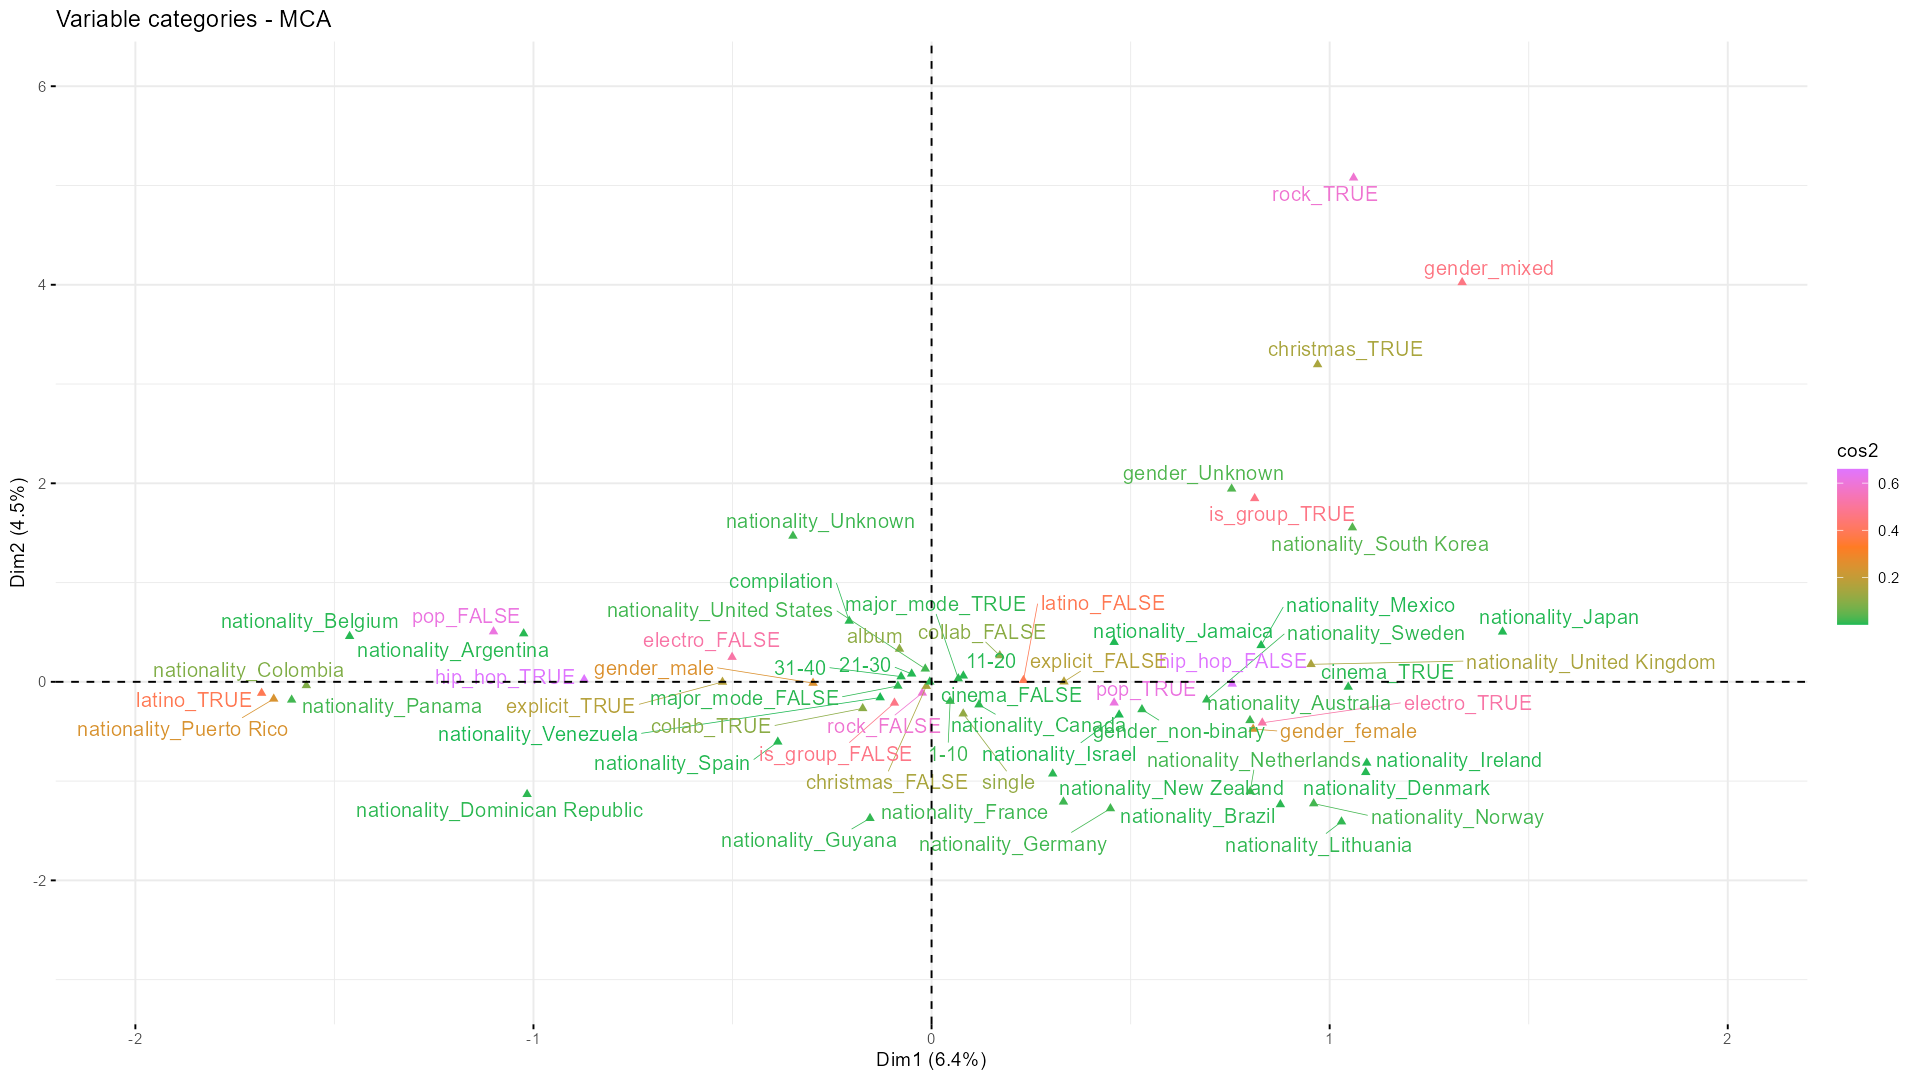 Variable categories - MCA
6
rock_TRUE
gender_mixed
4
christmas_TRUE
cos2
gender_Unknown
0.6
2
is_group_TRUE
nationality_Unknown
0.4
nationality_South Korea
Dim2 (4.5%)
compilation
0.2
nationality_United States
major_mode_TRUE
latino_FALSE
nationality_Mexico
nationality_Belgium
pop_FALSE
nationality_Japan
electro_FALSE
album
collab_FALSE
nationality_Jamaica
nationality_Sweden
nationality_Argentina
nationality_Colombia
gender_male
31-40
21-30
11-20
explicit_FALSE
hip_hop_FALSE
nationality_United Kingdom
hip_hop_TRUE
cinema_TRUE
0
latino_TRUE
nationality_Panama
explicit_TRUE
major_mode_FALSE
cinema_FALSE
pop_TRUE
nationality_Australia
electro_TRUE
nationality_Puerto Rico
nationality_Venezuela
collab_TRUE
rock_FALSE
nationality_Canada
gender_non-binary
gender_female
nationality_Spain
is_group_FALSE
1-10
nationality_Israel
nationality_Netherlands
nationality_Ireland
christmas_FALSE
single
nationality_New Zealand
nationality_Denmark
nationality_Dominican Republic
nationality_France
nationality_Brazil
nationality_Norway
nationality_Guyana
nationality_Germany
nationality_Lithuania
-2
-2
-1
0
1
2
Dim1 (6.4%)